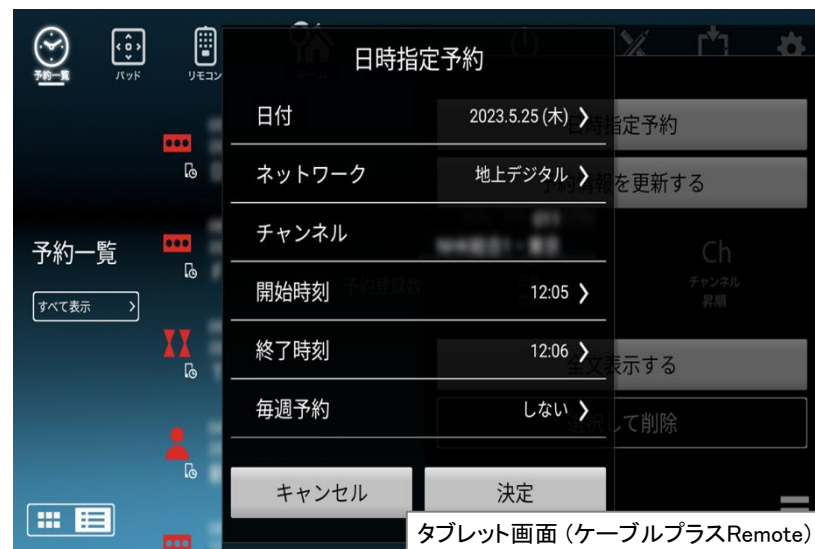 予約一覧
パッド
リモコン
日時指定予約
日付
2023.5.25 (木)
ネットワーク
地上デジタル
チャンネル
開始時刻
12:05
終了時刻
12:06
毎週予約
しない
キャンセル
決定
予約一覧
すべて表示
指定予約
を更新する
予約登録数
Ch
チャンネル
昇順
全文表示する
選択して削除
タブレット画面 (ケーブルプラスRemote)